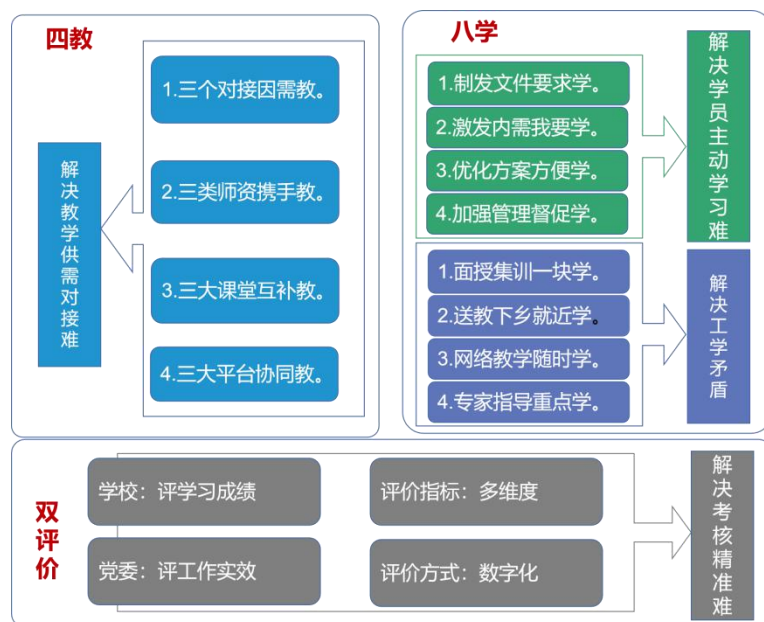 四教
1.三个对接因需教。
2.三类师资携手教。
3.三大课堂互补教。
4.三大平台协同教。
解决教学供需对接难
八学
1.制发文件要求学。
2.激发内需我要学。
3.优化方案方便学。
4.加强管理督促学。
解决学员主动学习难
1.面授集训一块学。
2.送教下乡就近学。
3.网络教学随时学。
4.专家指导重点学。
解决工学矛盾
双评价
学校：评学习成绩
评价指标：多维度
党委：评工作实效
评价方式：数字化
解决考核精准难